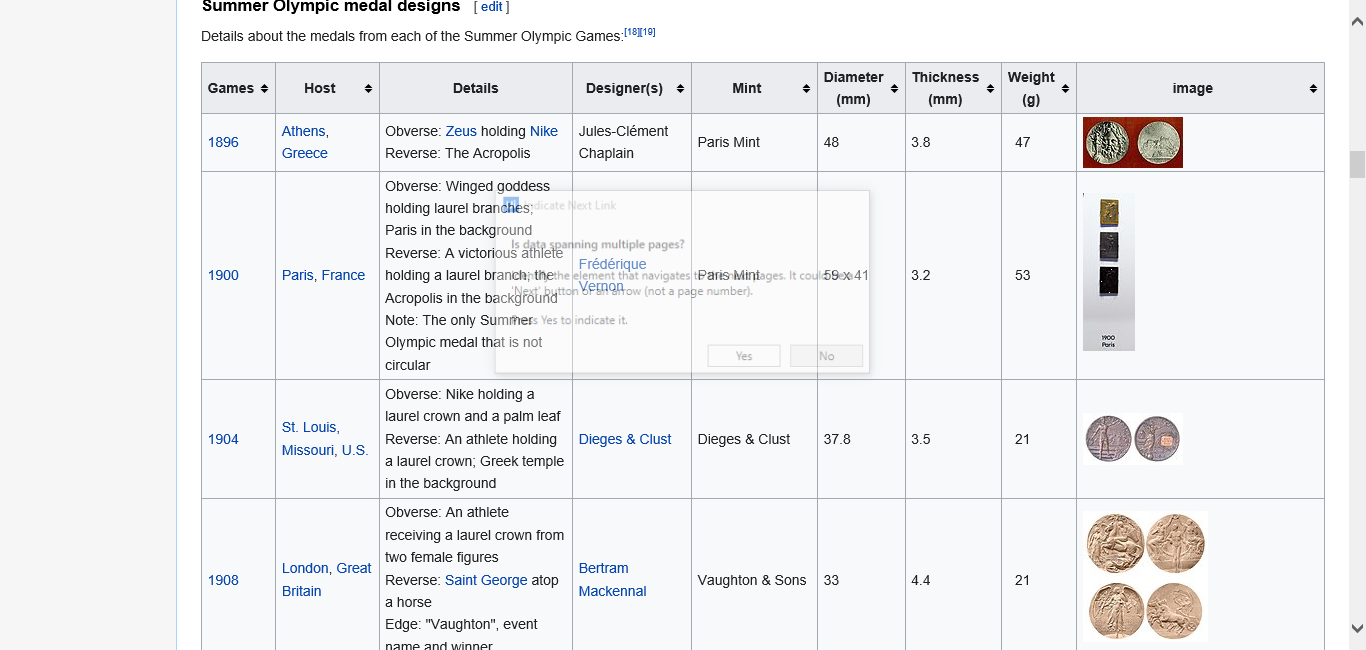 Summer Olympic medal designs [ edit ]
Details about the medals from each of the Summer Olympic Games:[18][19]
Games Host Details Designer(s) Mint Diameter (mm) Thickness (mm) Weight (g) image
1896
Athens,
Greece
Obverse: Zeus holding Nike
Reverse: The Acropolis
Jules-Clément
Chaplain
Paris Mint
48
3.8
47
1900
Paris, France
Obverse: Winged goddess
holding laurel branches;
Paris in the background
Reverse: A victorious athlete
holding a laurel branch, the
Acropolis in the background
Note: The only Summer
Olympic medal that is not
circular
Frédérique
Vernon
Paris Mint
59 x 41
3.2
53
1900
Paris
Indicate Next Link
Is data spanning multiple pages?
the element that navigates to the next pages. It could be a
'Next' button or an arrow (not a page number).
Press Yes to indicate it.
Yes
No
1904
St. Louis,
Missouri, U.S.
Obverse: Nike holding a
laurel crown and a palm leaf
Reverse: An athlete holding
a laurel crown; Greek temple
in the background
Dieges & Clust
Dieges & Clust
37.8
3.5
21
1908
London, Great
Britain
Obverse: An athlete
receiving a laurel crown from
two female figures
Reverse: Saint George atop
a horse
Edge: "Vaughton", event
name and winner
Bertram
Mackennal
Vaughton & Sons
33
4.4
21